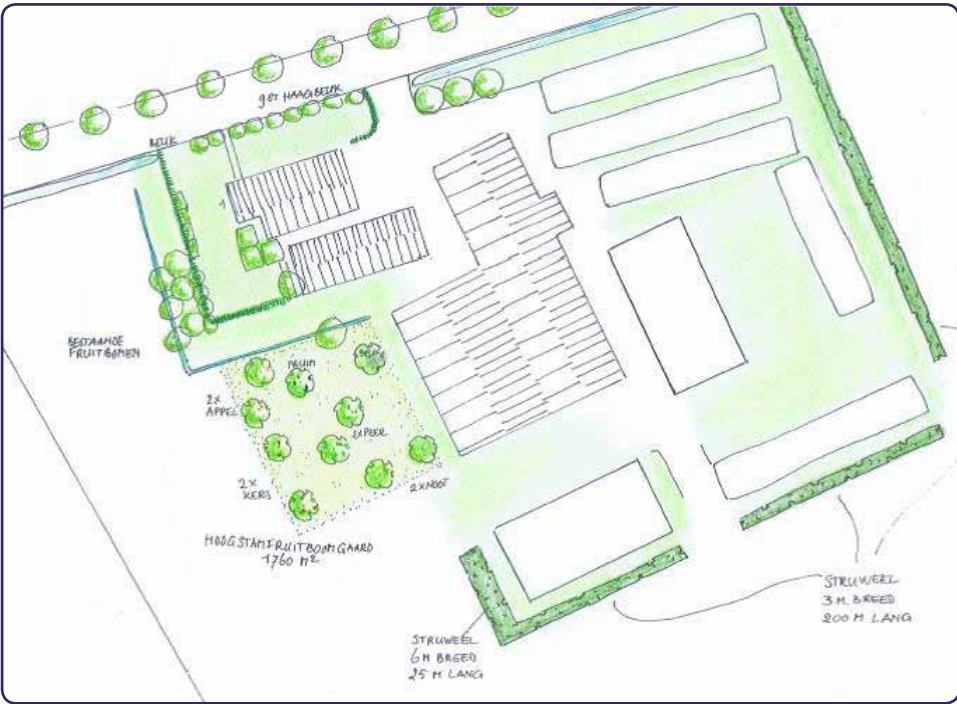 9st HAAGBEUK
BEUK
BESTAANDE
FRUITBOMEN
PRUIM
2X
APPEL
2X PEER
2X
KERS
2X NOOT
HOOGSTAMFRUITBOOMGAARD
1760 M²
STRUWEEL
3 M. BREED
200 M LANG
STRUWEEL
6 M BREED
25 M LANG